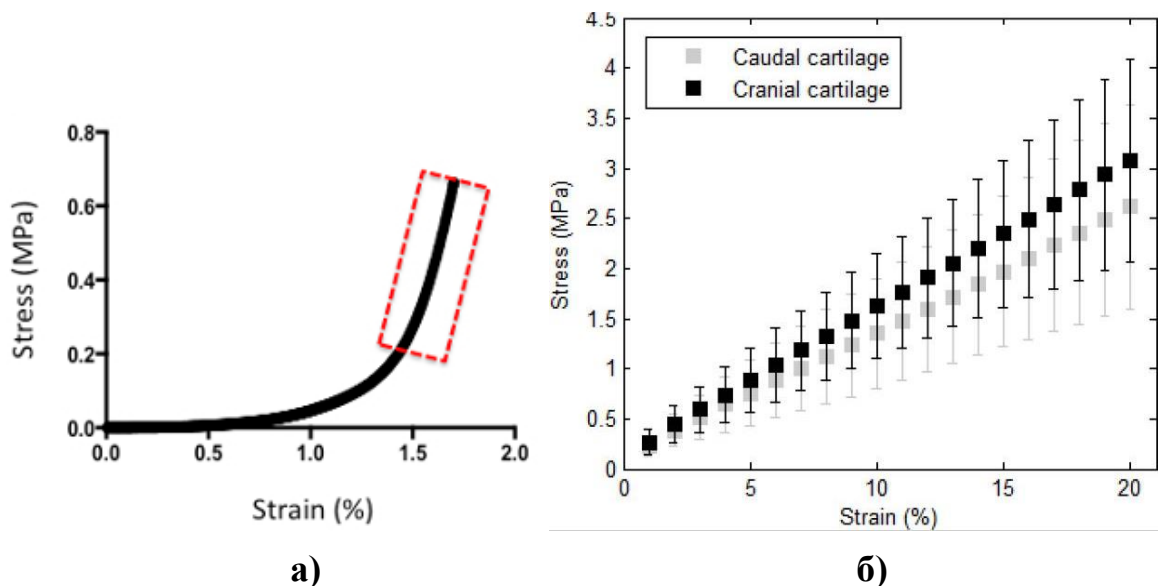 0.8
0.6
0.4
0.2
0.0
0.0 0.5 1.0 1.5 2.0
Stress (MPa)
Strain (%)
а)
4.5
4
3.5
3
2.5
2
1.5
1
0.5
0
0 5 10 15 20
Stress (MPa)
Strain (%)
Caudal cartilage
Cranial cartilage
б)